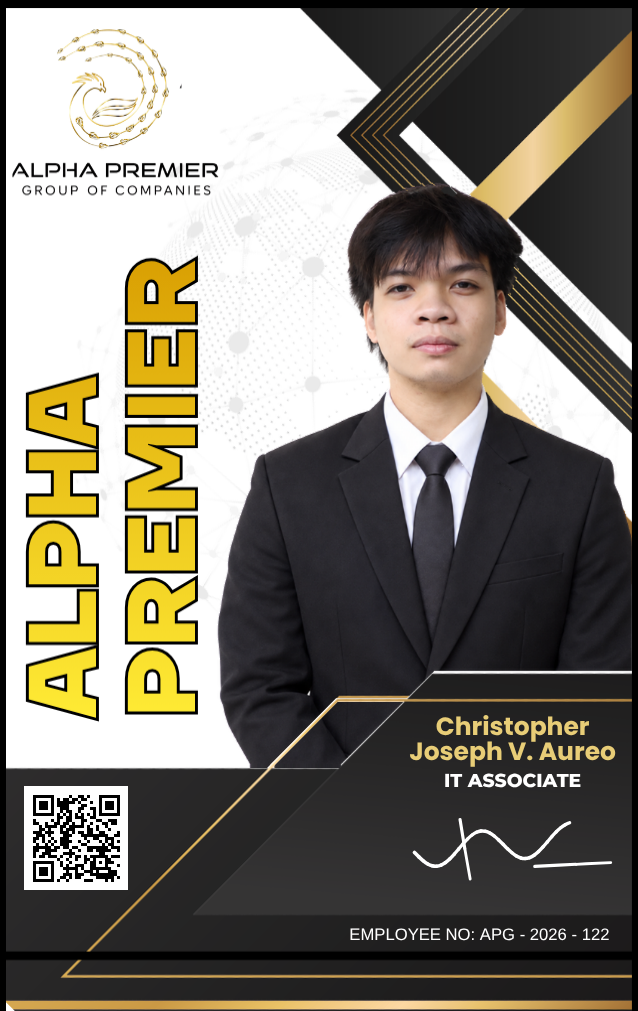 ALPHA PREMIER
GROUP OF COMPANIES
ALPHA
PREMIER
Christopher
Joseph V. Aureo
IT ASSOCIATE
EMPLOYEE NO: APG - 2026 - 122